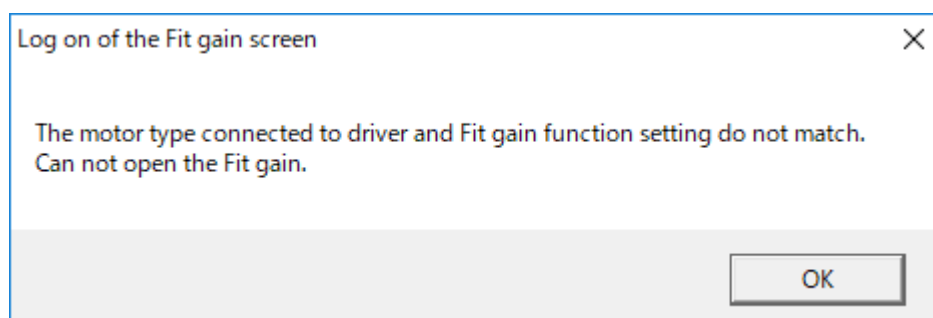 Log on of the Fit gain screen
The motor type connected to driver and Fit gain function setting do not match.
Can not open the Fit gain.
OK